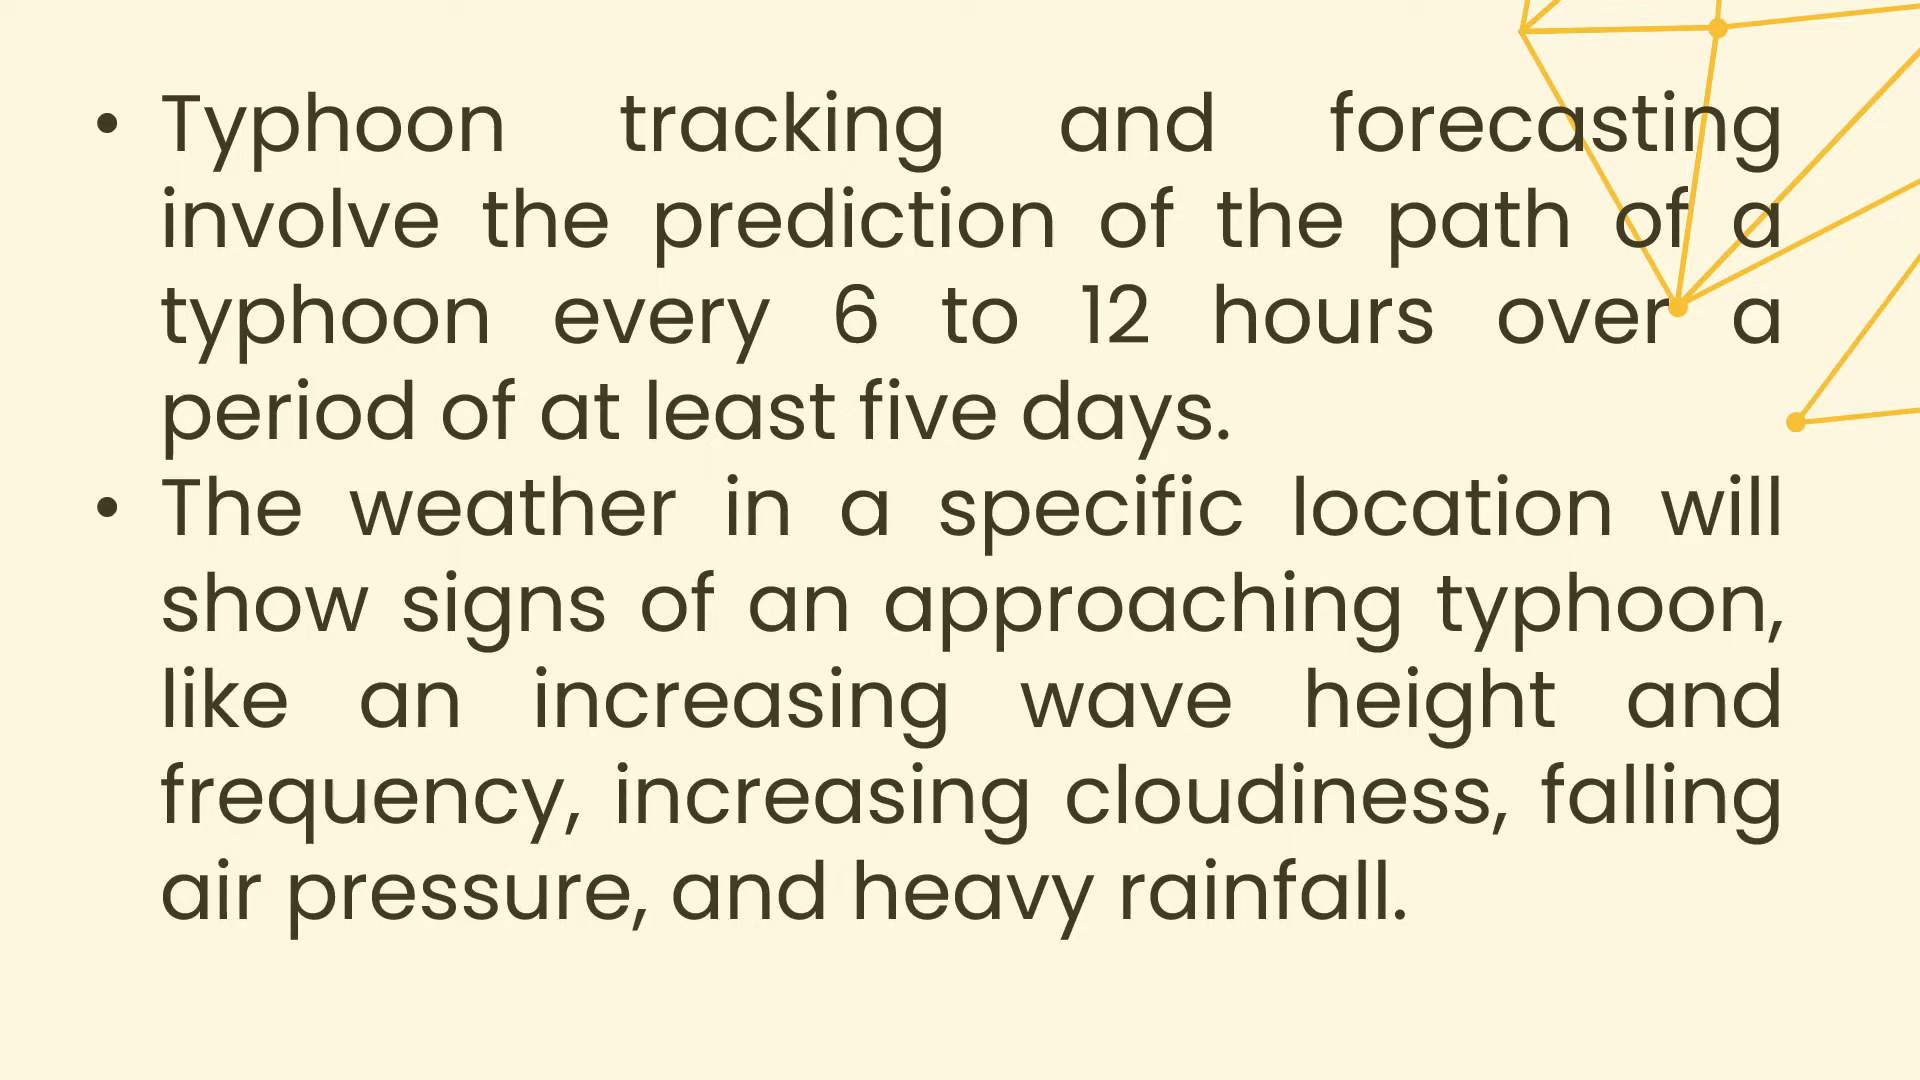 • Typhoon tracking and forecasting
involve the prediction of the path of a
typhoon every 6 to 12 hours over a
period of at least five days.
• The weather in a specific location will
show signs of an approaching typhoon,
like an increasing wave height and
frequency, increasing cloudiness, falling
air pressure, and heavy rainfall.